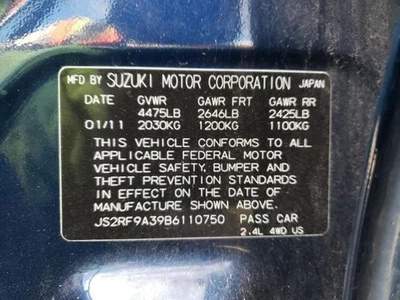 MFD BY SUZUKI MOTOR CORPORATION JAPAN
DATE GVWR GAWR FRT GAWR RR
4475LB 2646LB 2425LB
01/11 2030KG 1200KG 1100KG
THIS VEHICLE CONFORMS TO ALL
APPLICABLE FEDERAL MOTOR
VEHICLE SAFETY, BUMPER AND
THEFT PREVENTION STANDARDS
IN EFFECT ON THE DATE OF
MANUFACTURE SHOWN ABOVE.
JS2RF9A39B6110750 PASS CAR
2.4L 4WD US